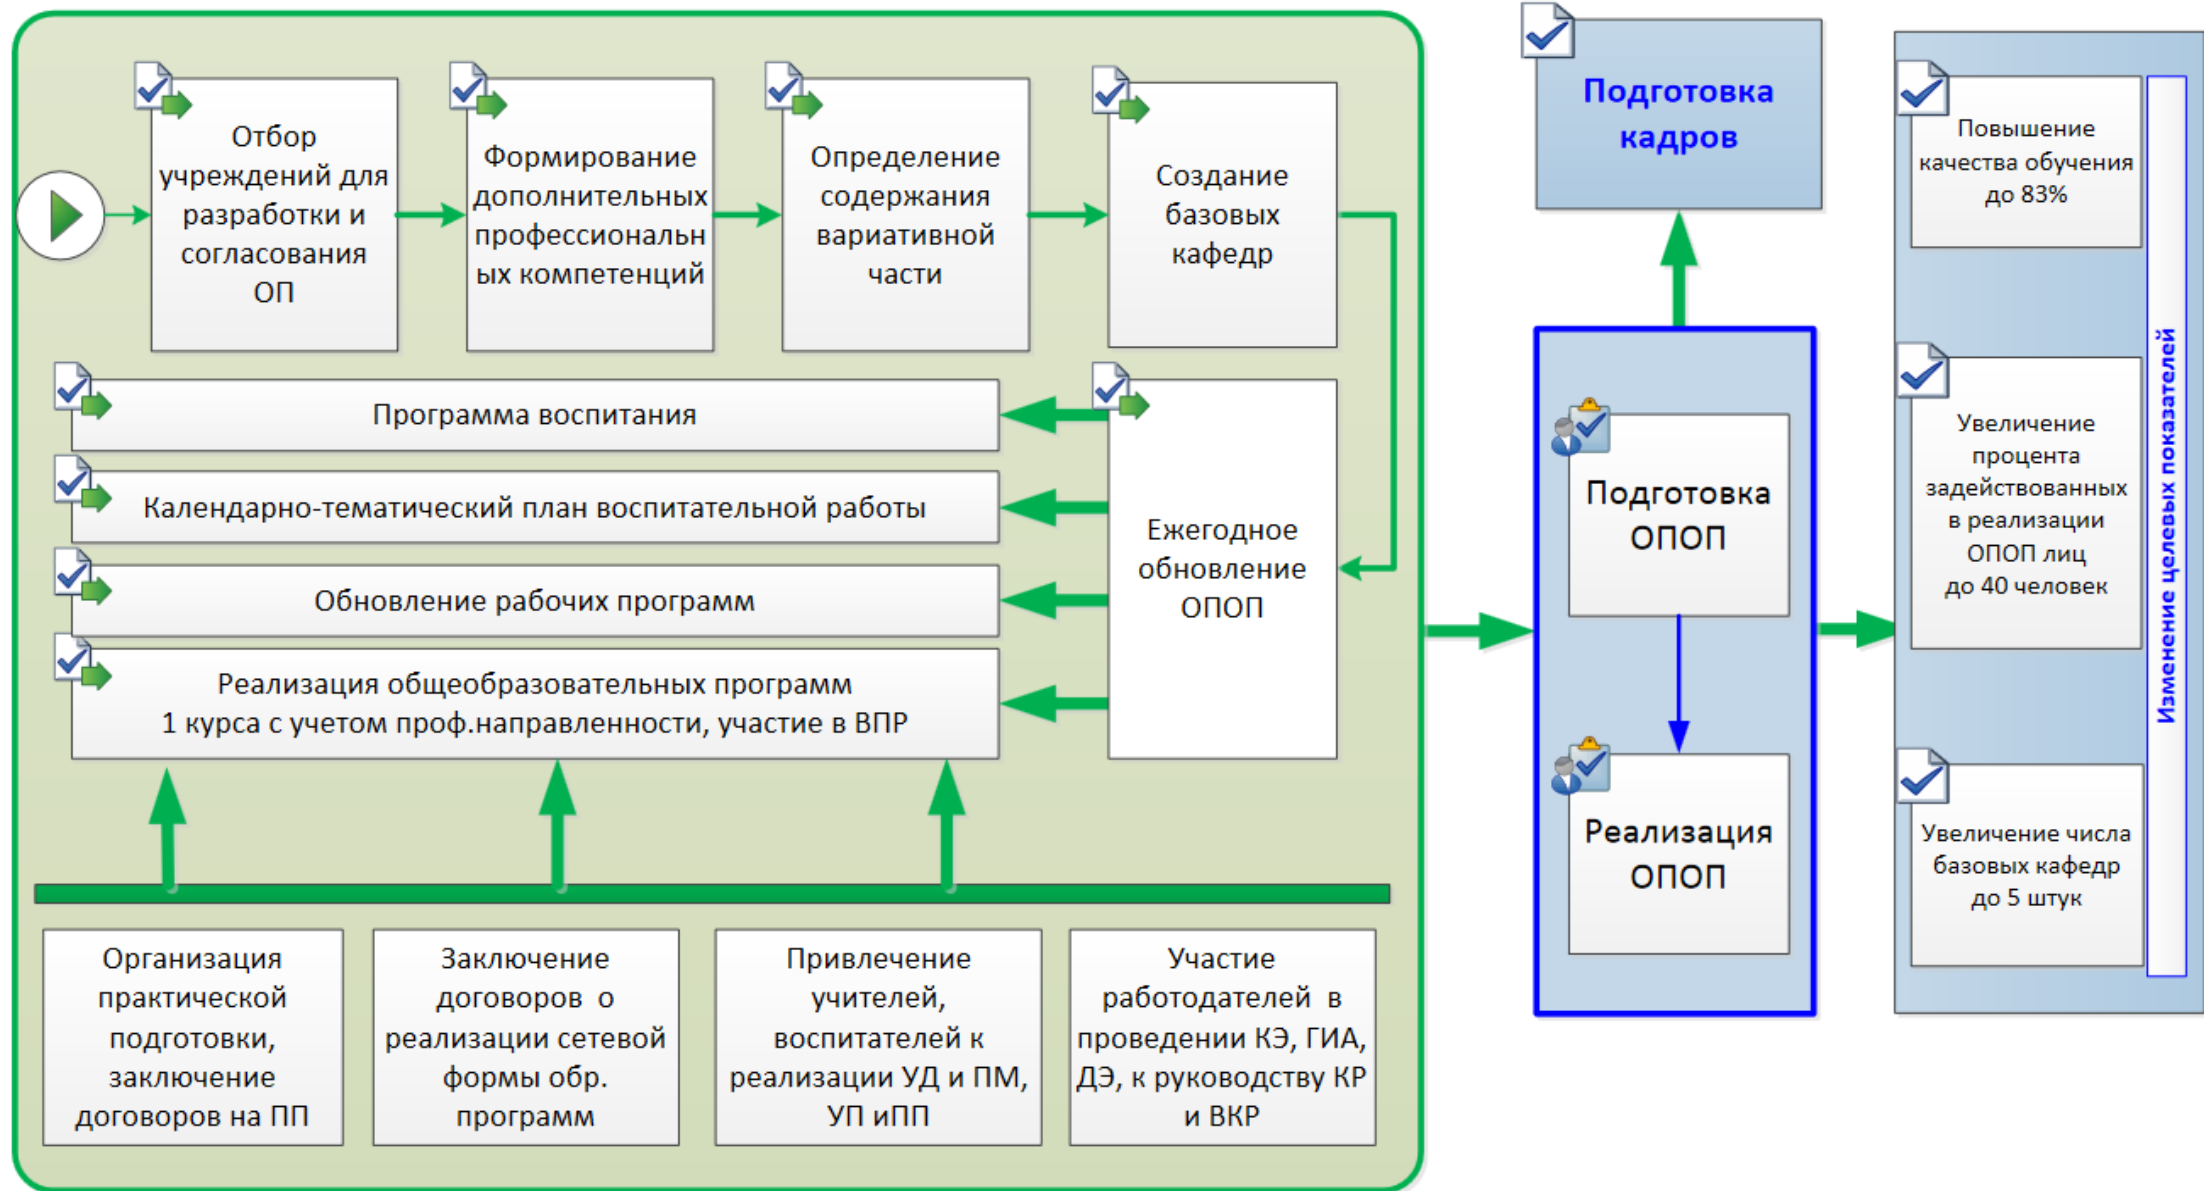 Отбор
учреждений для
разработки и
согласования
ОП
Формирование
дополнительных
профессиональн
ых компетенций
Определение
содержания
вариативной
части
Создание
базовых
кафедр
Программа воспитания
Календарно-тематический план воспитательной работы
Обновление рабочих программ
Реализация общеобразовательных программ
1 курса с учетом проф.направленности, участие в ВПР
Ежегодное
обновление
ОПОП
Организация
практической
подготовки,
заключение
договоров на ПП
Заключение
договоров о
реализации сетевой
формы обр.
программ
Привлечение
учителей,
воспитателей к
реализации УД и ПМ,
УП иПП
Участие
работодателей в
проведении КЭ, ГИА,
ДЭ, к руководству КР
и ВКР
Подготовка
кадров
Подготовка
ОПОП
Реализация
ОПОП
Повышение
качества обучения
до 83%
Увеличение
процента
задействованных
в реализации
ОПОП лиц
до 40 человек
Увеличение числа
базовых кафедр
до 5 штук
Изменение целевых показателей